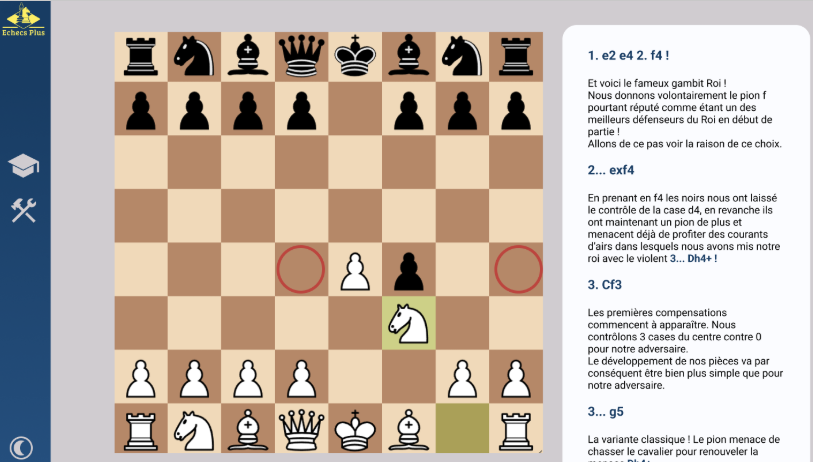 Echecs Plus
1. e2 e4 2. f4 !
Et voici le fameux gambit Roi !
Nous donnons volontairement le pion f
pourtant réputé comme étant un des
meilleurs défenseurs du Roi en début de
partie !
Allons de ce pas voir la raison de ce choix.
2... exf4
En prenant en f4 les noirs nous ont laissé
le contrôle de la case d4, en revanche ils
ont maintenant un pion de plus et
menacent déjà de profiter des courants
d'airs dans lesquels nous avons mis notre
roi avec le violent 3... Dh4+ !
3. Cf3
Les premières compensations
commencent à apparaître. Nous
contrôlons 3 cases du centre contre 0
pour notre adversaire.
Le développement de nos pièces va par
conséquent être bien plus simple que pour
notre adversaire.
3... g5
La variante classique ! Le pion menace de
chasser le cavalier pour renouveler la
menace Dh4+